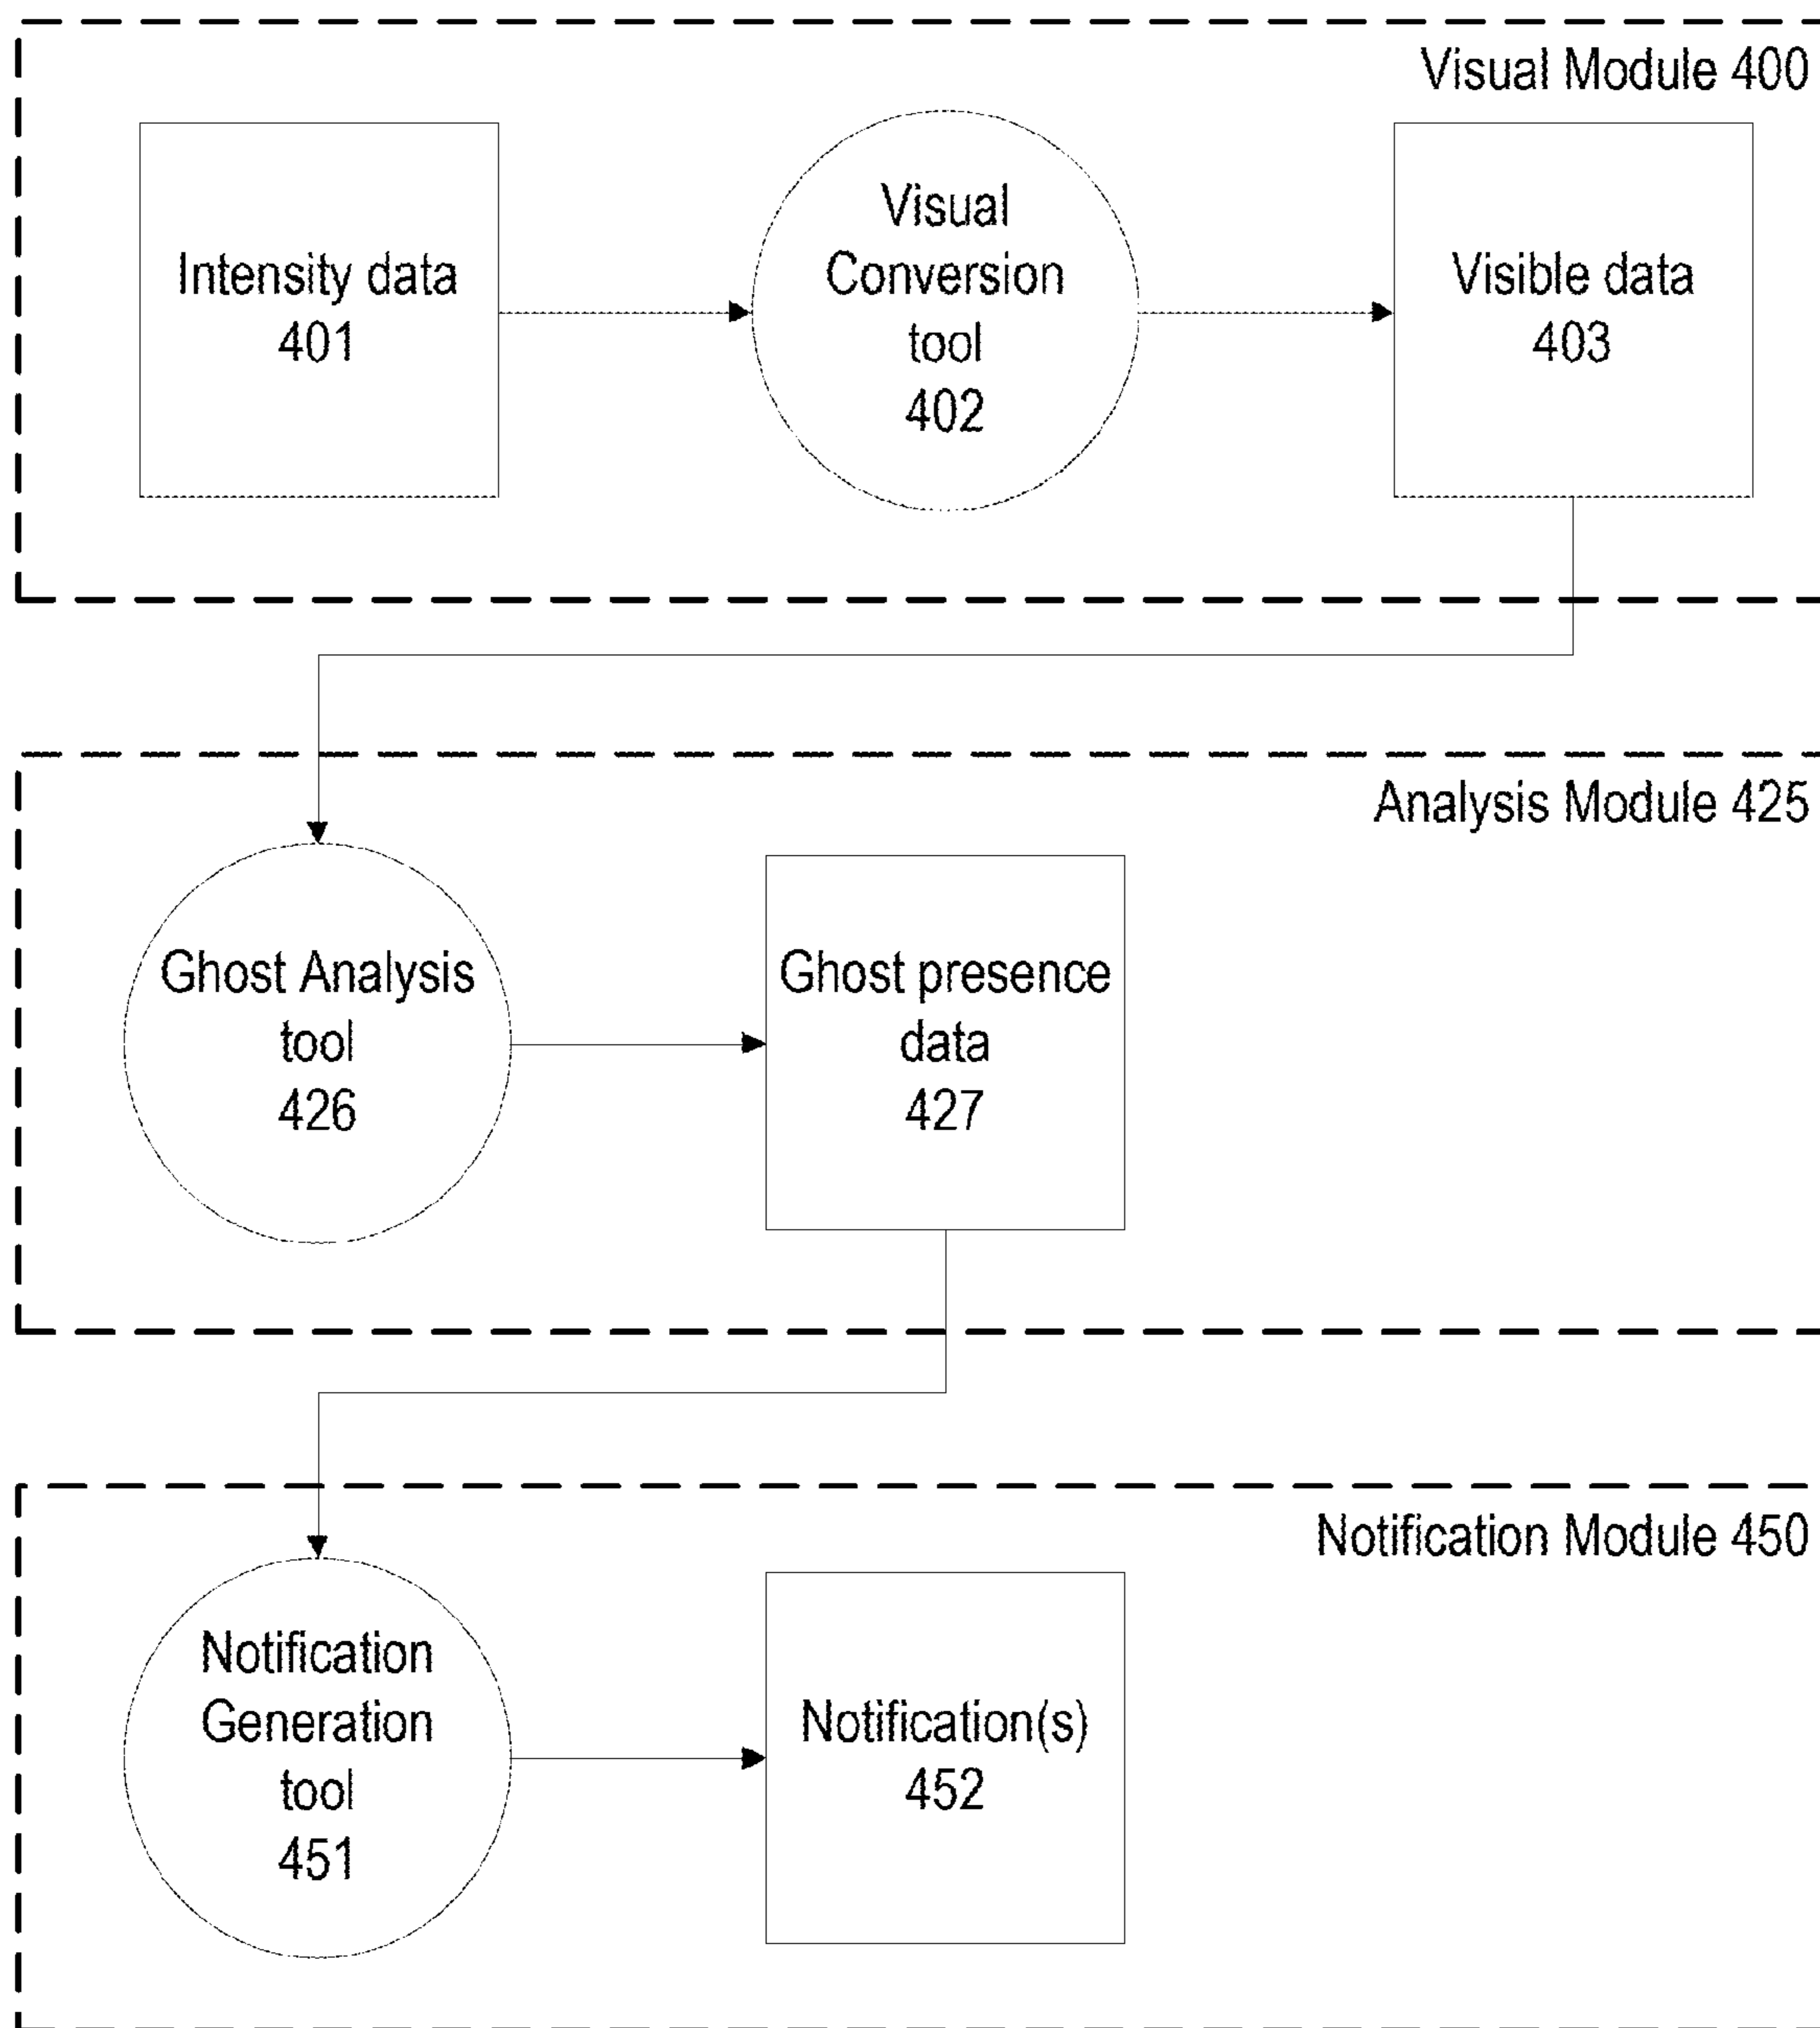 Visual Module 400
Intensity data
401
Visual
Conversion
tool
402
Visible data
403
Analysis Module 425
Ghost Analysis
tool
426
Ghost presence
data
427
Notification Module 450
Notification
Generation
tool
451
Notification(s)
452